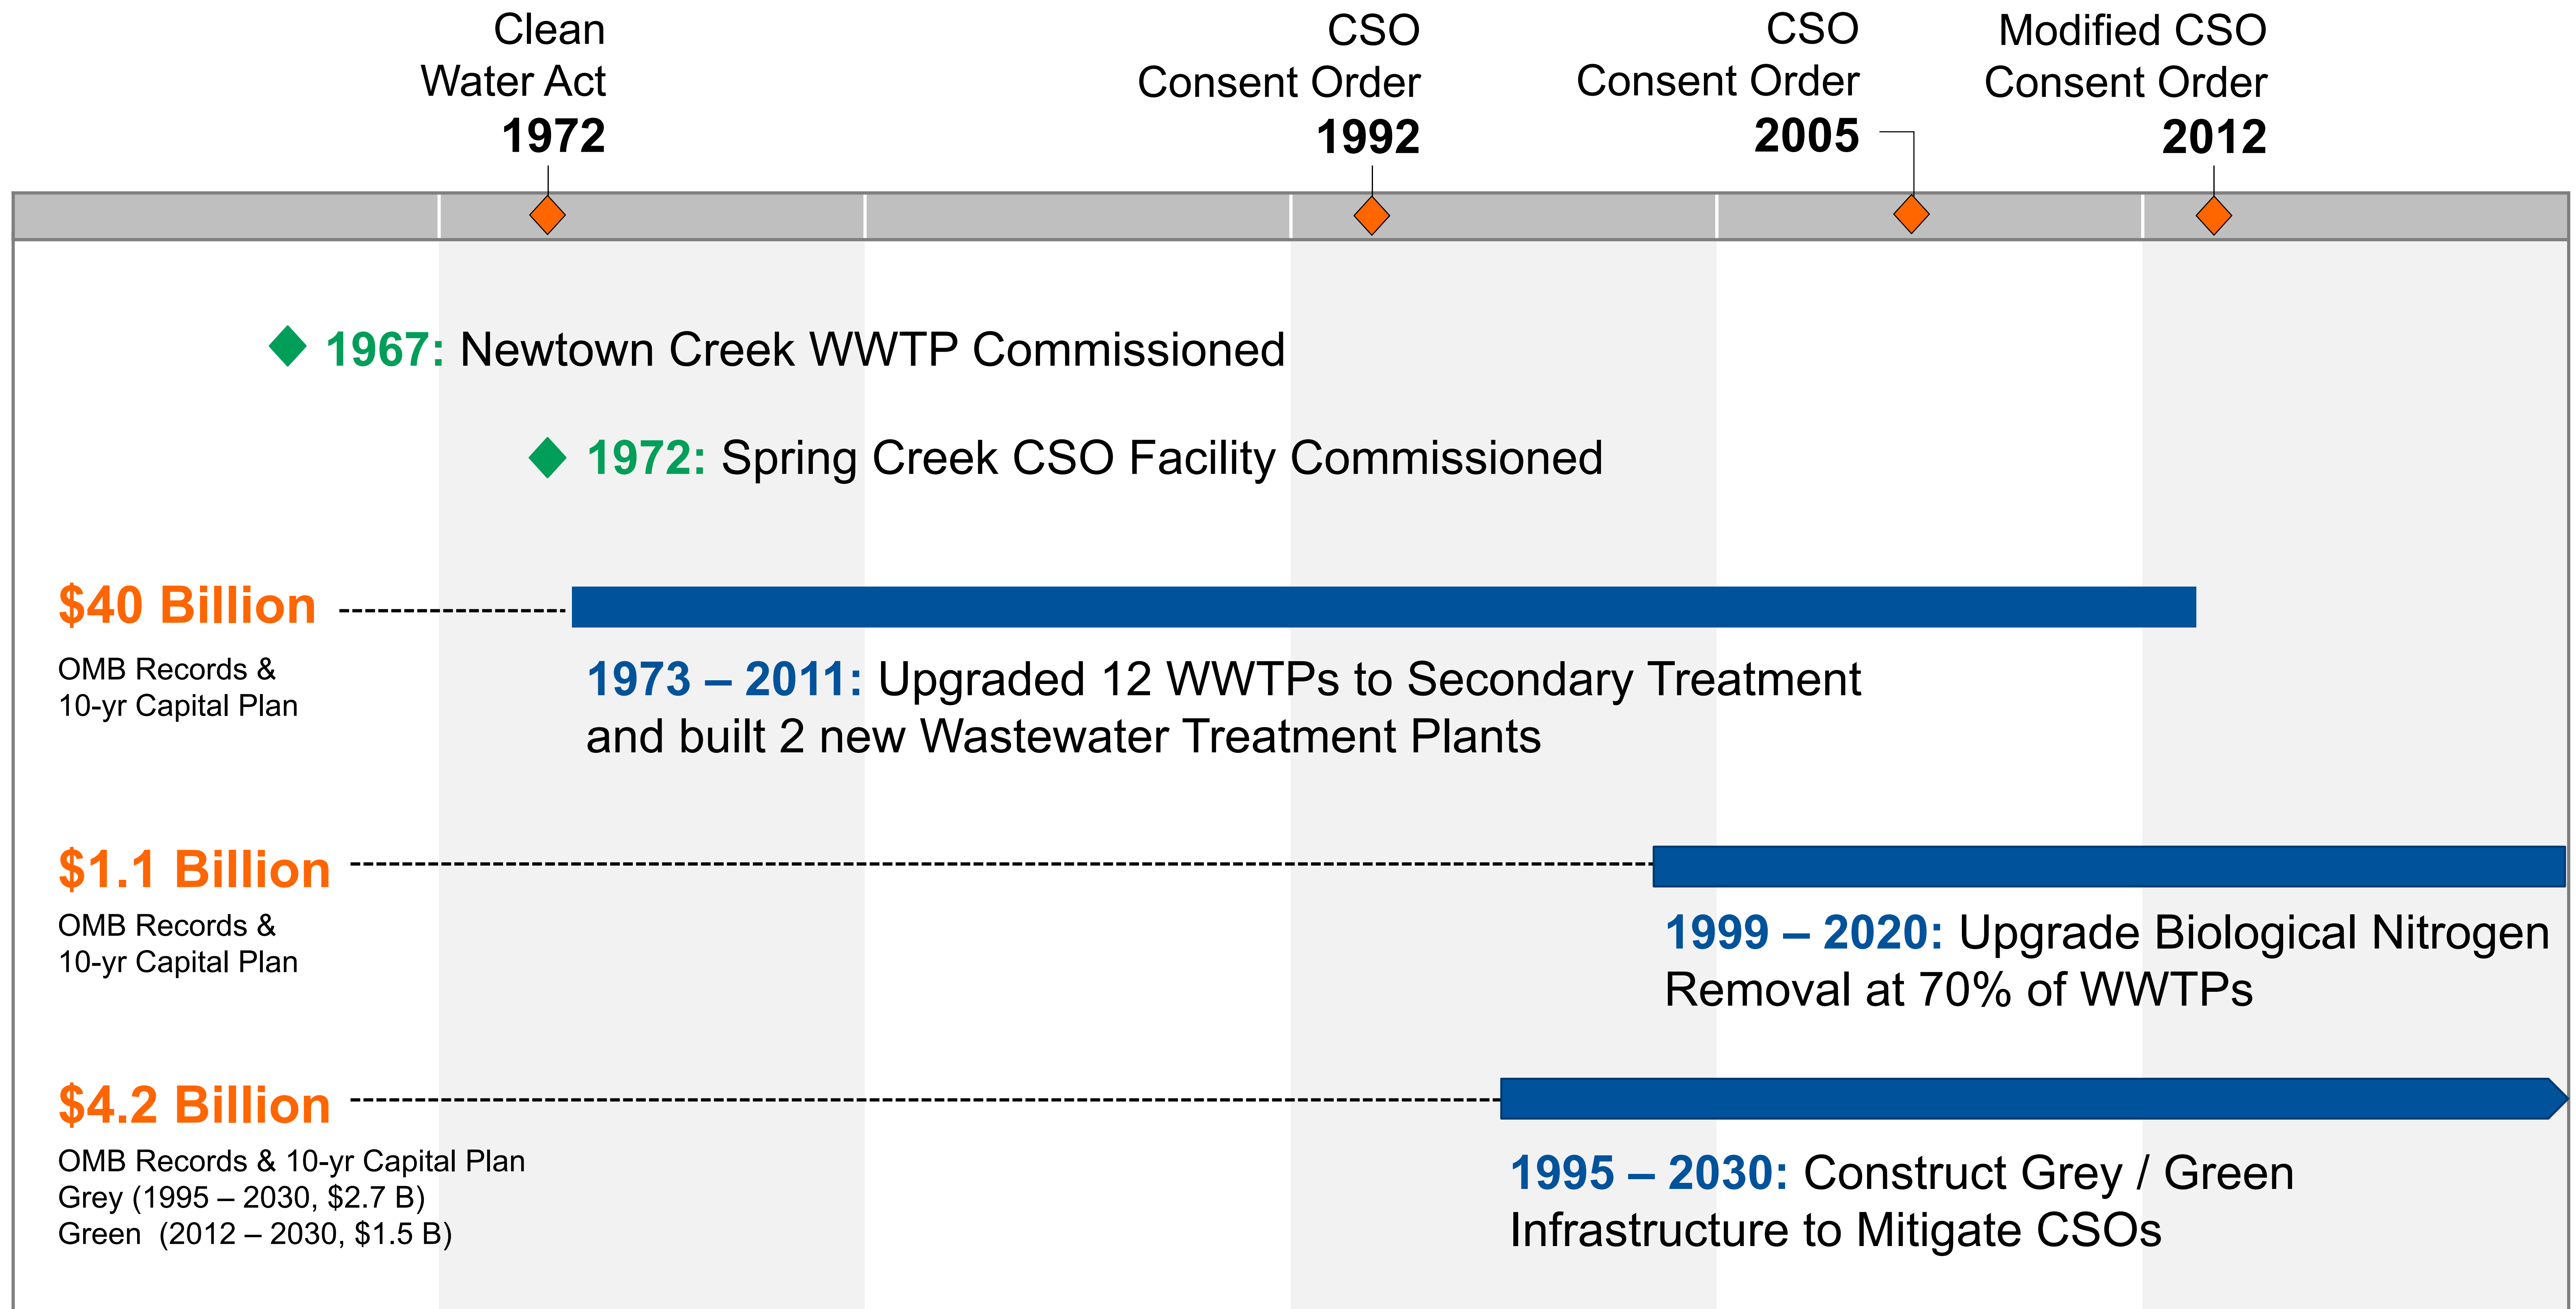 Clean
Water Act
1972
CSO
Consent Order
1992
CSO
Consent Order
2005
Modified CSO
Consent Order
2012
1967: Newtown Creek WWTP Commissioned
1972: Spring Creek CSO Facility Commissioned
$40 Billion
OMB Records &
10-yr Capital Plan
1973 – 2011: Upgraded 12 WWTPs to Secondary Treatment
and built 2 new Wastewater Treatment Plants
$1.1 Billion
OMB Records &
10-yr Capital Plan
1999 – 2020: Upgrade Biological Nitrogen
Removal at 70% of WWTPs
$4.2 Billion
OMB Records & 10-yr Capital Plan
Grey (1995 – 2030, $2.7 B)
Green  (2012 – 2030, $1.5 B)
1995 – 2030: Construct Grey / Green
Infrastructure to Mitigate CSOs